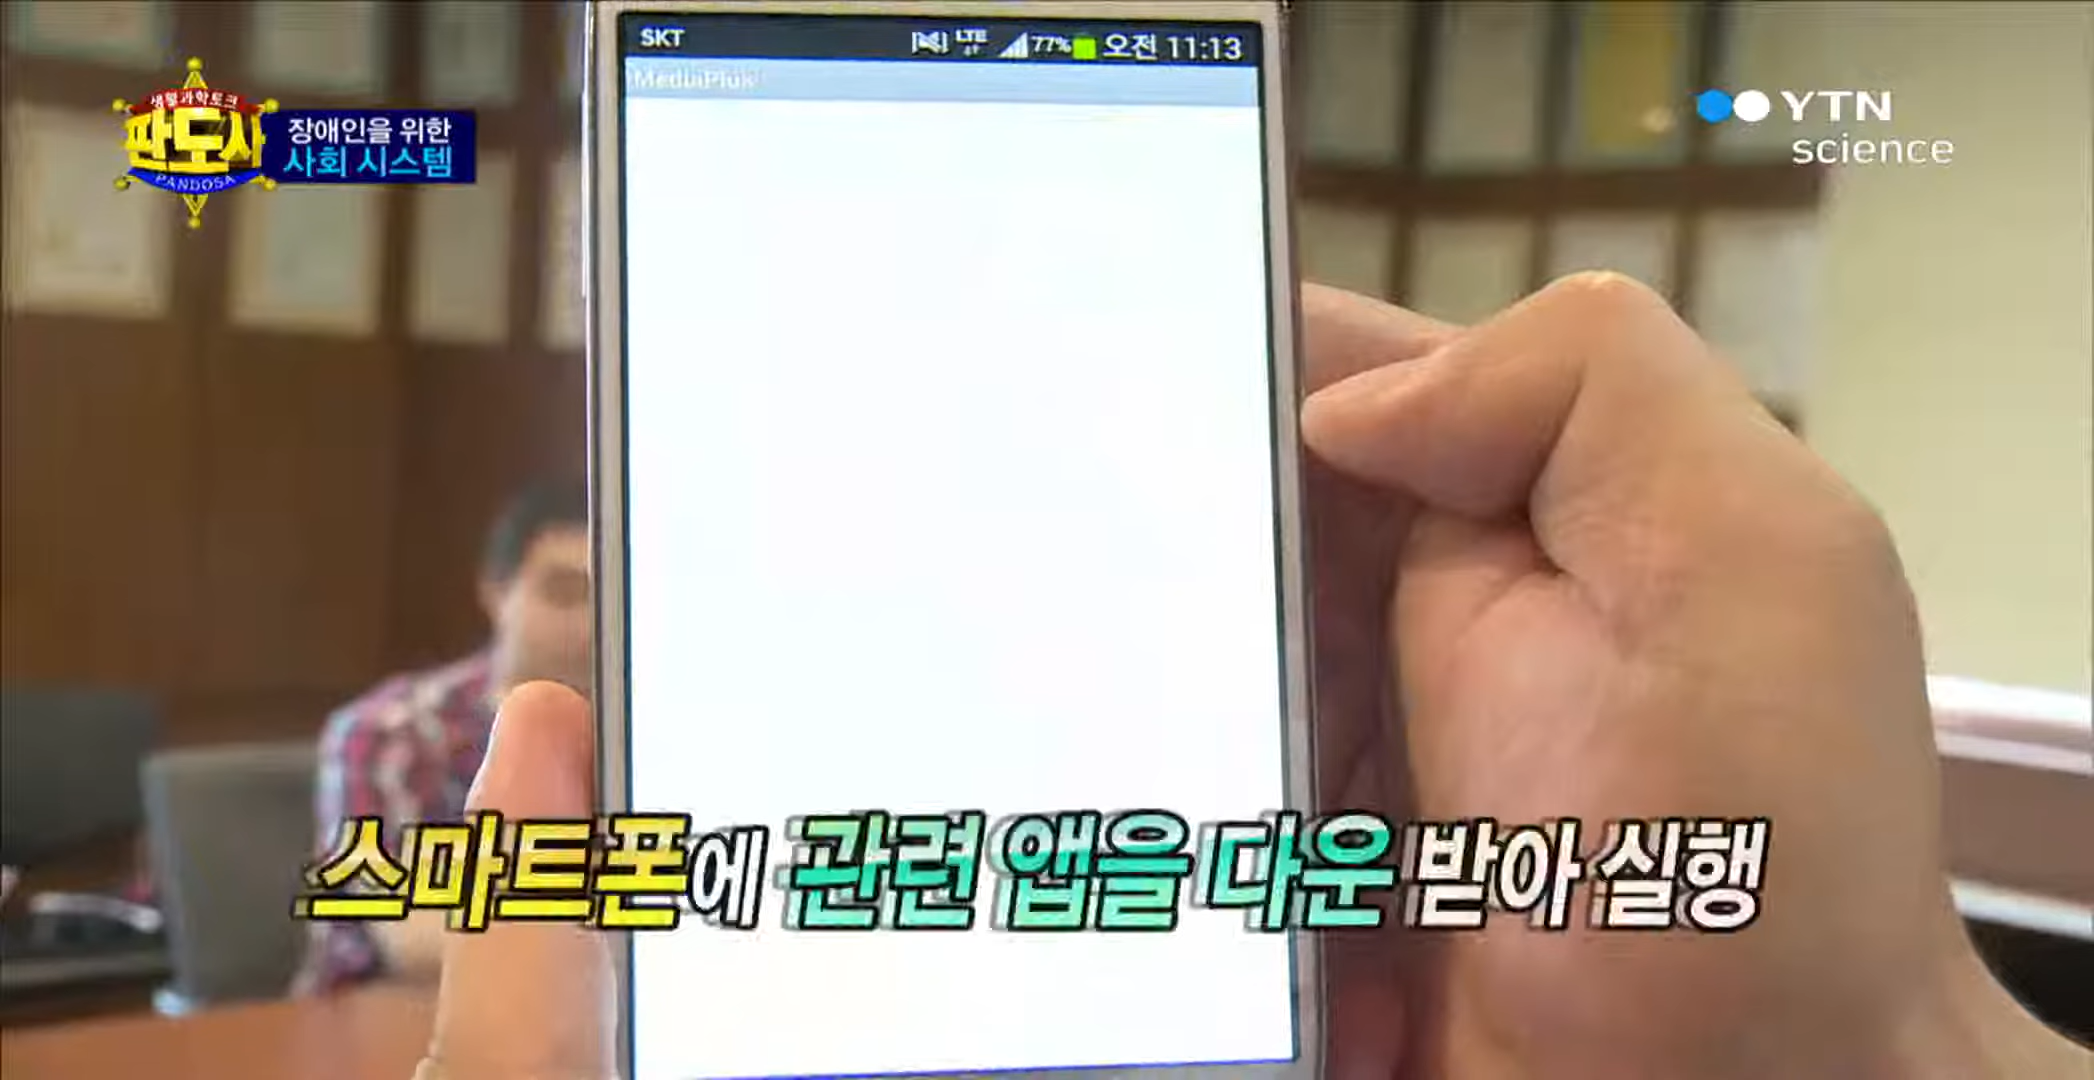 SKT LTE 77% 오전 11:13
MediaPlus
생활과학토크
판도사
PANDOSA
장애인을 위한
사회 시스템
YTN
science
스마트폰에 관련 앱을 다운 받아 실행